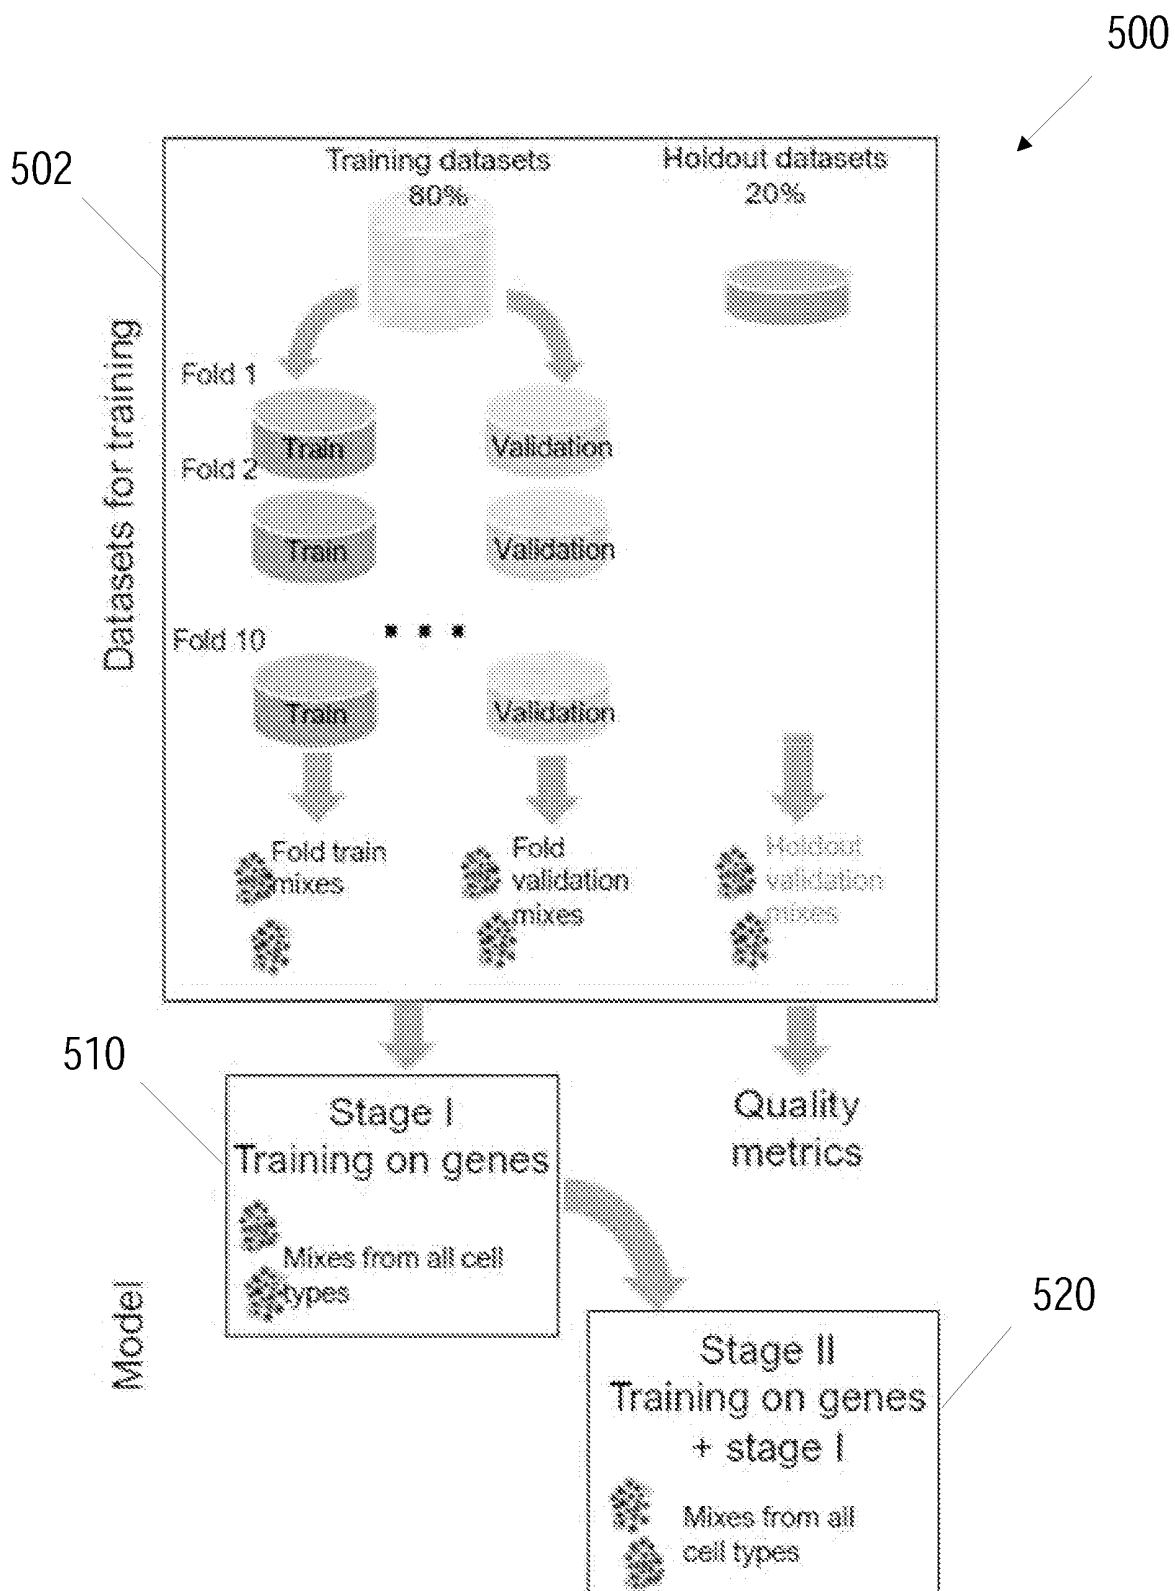 500
502
Training datasets
80%
Holdout datasets
20%
Datasets for training
Fold 1
Train
Validation
Fold 2
Train
Validation
Fold 10
Train
Validation
Fold train
mixes
Fold
validation
mixes
Holdout
validation
mixes
510
Stage I
Training on genes
Mixes from all cell
types
Quality
metrics
Model
520
Stage II
Training on genes
+ stage I
Mixes from all
cell types